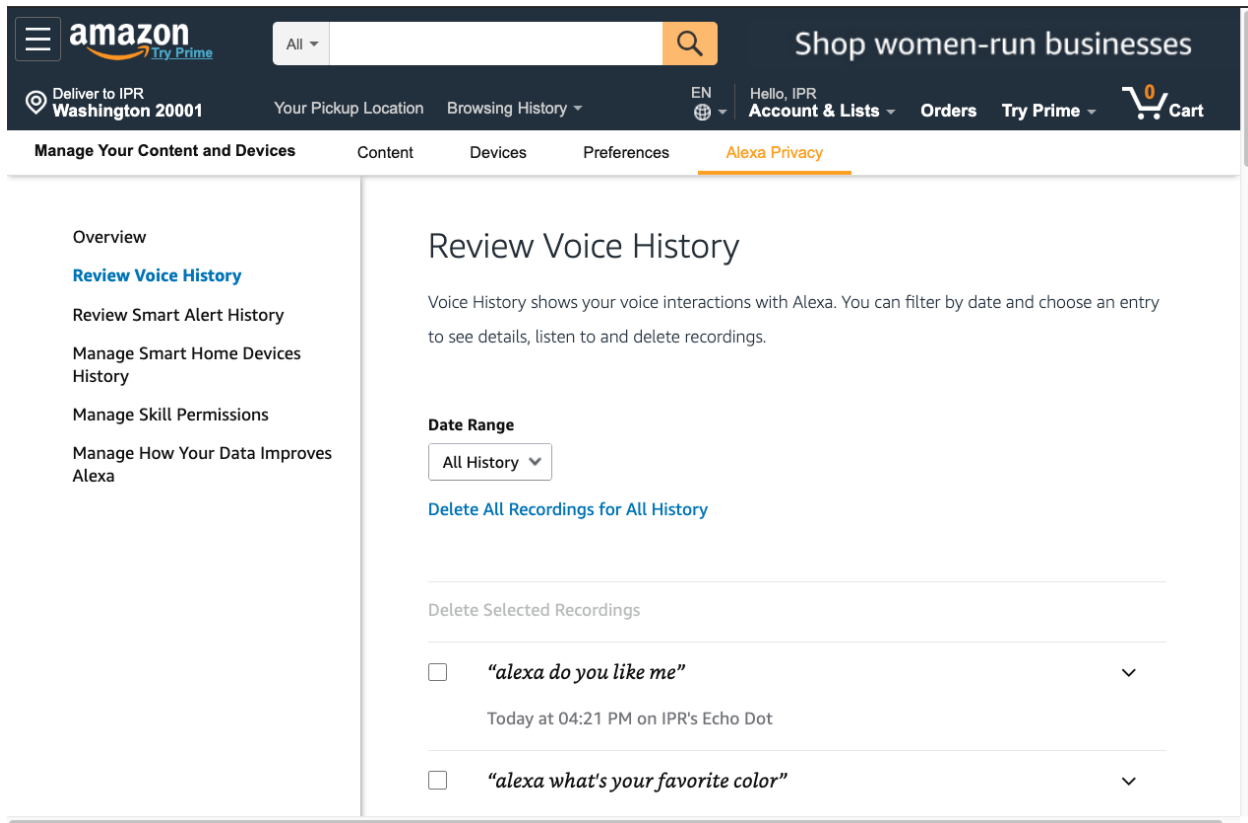 amazon
Try Prime
All
Shop women-run businesses
Deliver to IPR
Washington 20001
Your Pickup Location
Browsing History
EN
Hello, IPR
Account & Lists
Orders
Try Prime
0
Cart
Manage Your Content and Devices
Content
Devices
Preferences
Alexa Privacy
Overview
Review Voice History
Review Smart Alert History
Manage Smart Home Devices
History
Manage Skill Permissions
Manage How Your Data Improves
Alexa
Review Voice History
Voice History shows your voice interactions with Alexa. You can filter by date and choose an entry
to see details, listen to and delete recordings.
Date Range
All History
Delete All Recordings for All History
Delete Selected Recordings
“alexa do you like me”
Today at 04:21 PM on IPR's Echo Dot
“alexa what's your favorite color”